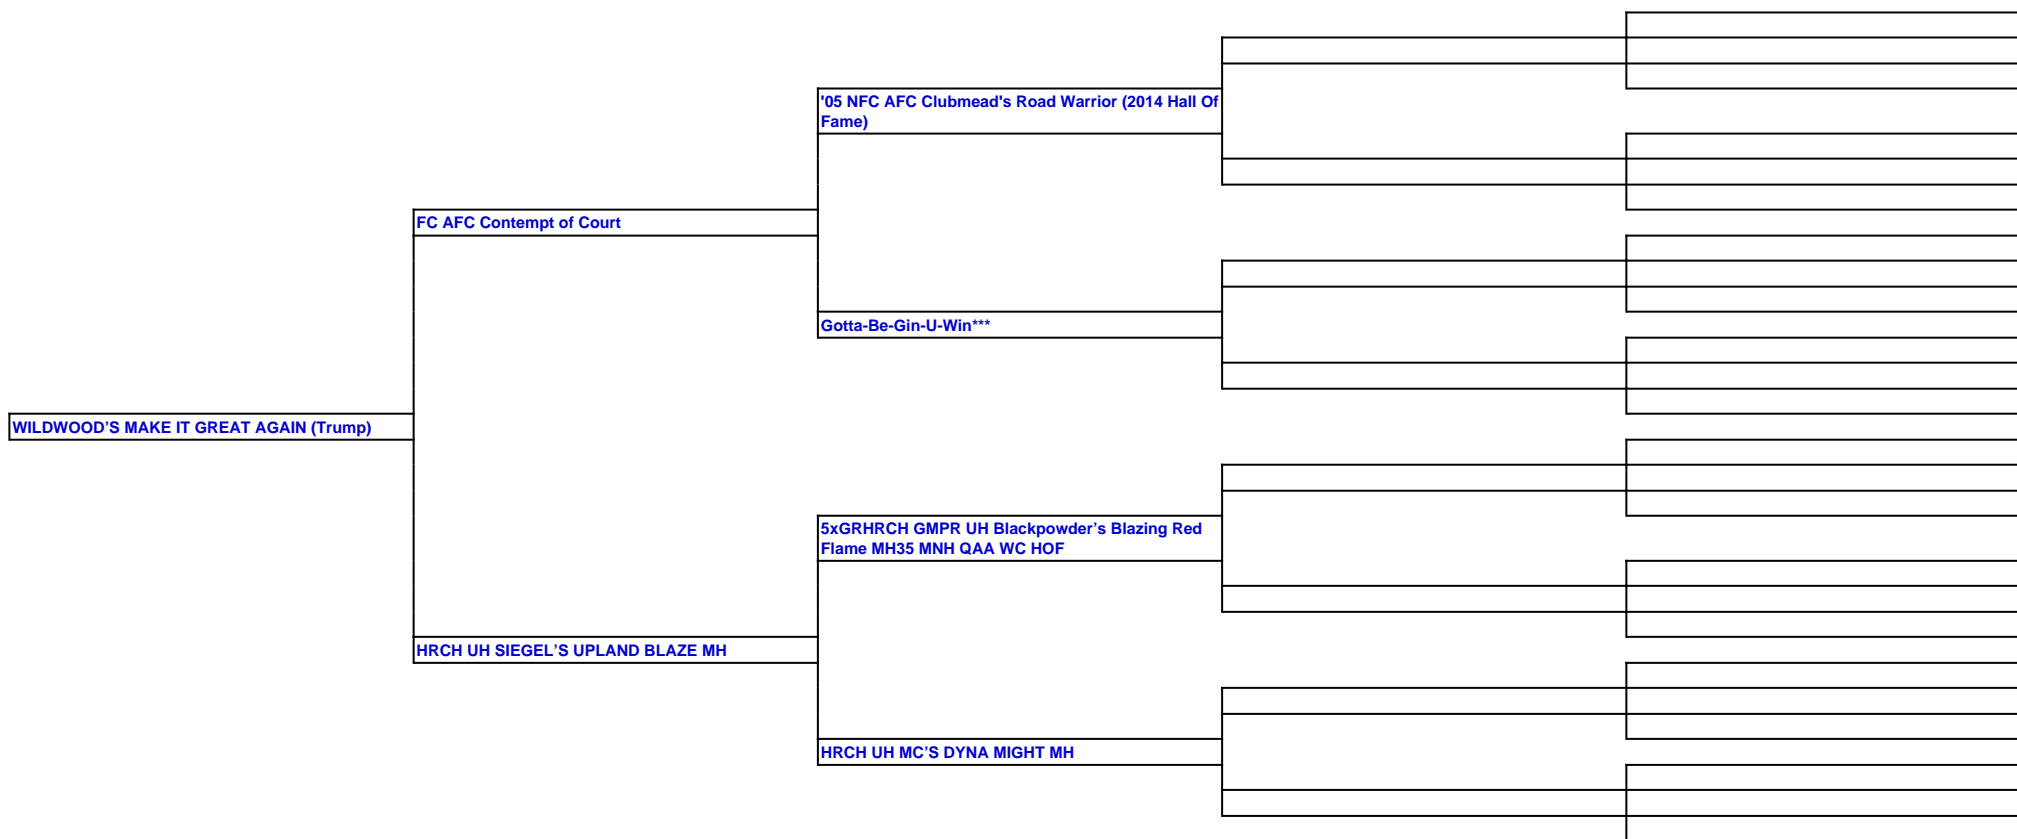 '05 NFC AFC Clubmead's Road Warrior (2014 Hall Of
Fame)
FC AFC Contempt of Court
Gotta-Be-Gin-U-Win***
WILDWOOD’S MAKE IT GREAT AGAIN (Trump)
5xGRHRCH GMPR UH Blackpowder’s Blazing Red
Flame MH35 MNH QAA WC HOF
HRCH UH SIEGEL’S UPLAND BLAZE MH
HRCH UH MC’S DYNA MIGHT MH